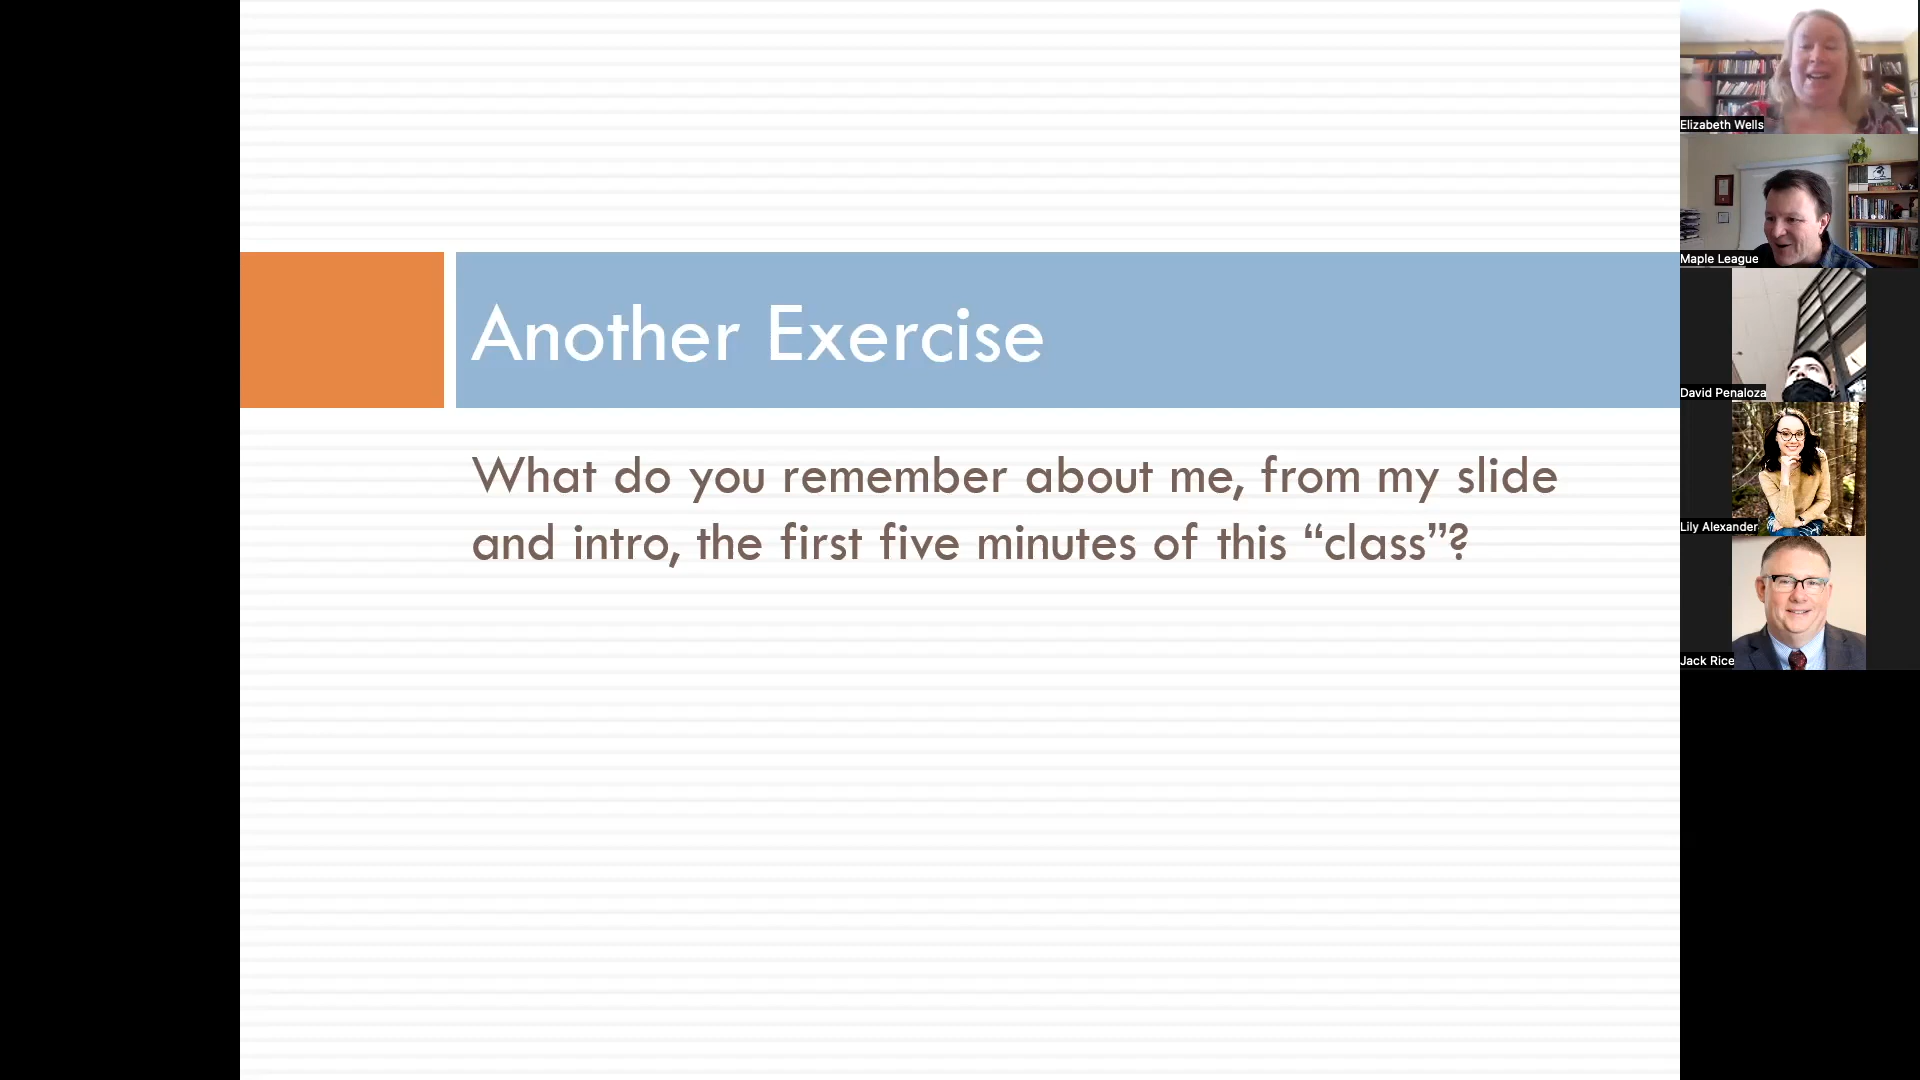 Another Exercise
What do you remember about me, from my slide
and intro, the first five minutes of this “class”?
Elizabeth Wells
Maple League
David Penaloza
Lily Alexander
Jack Rice